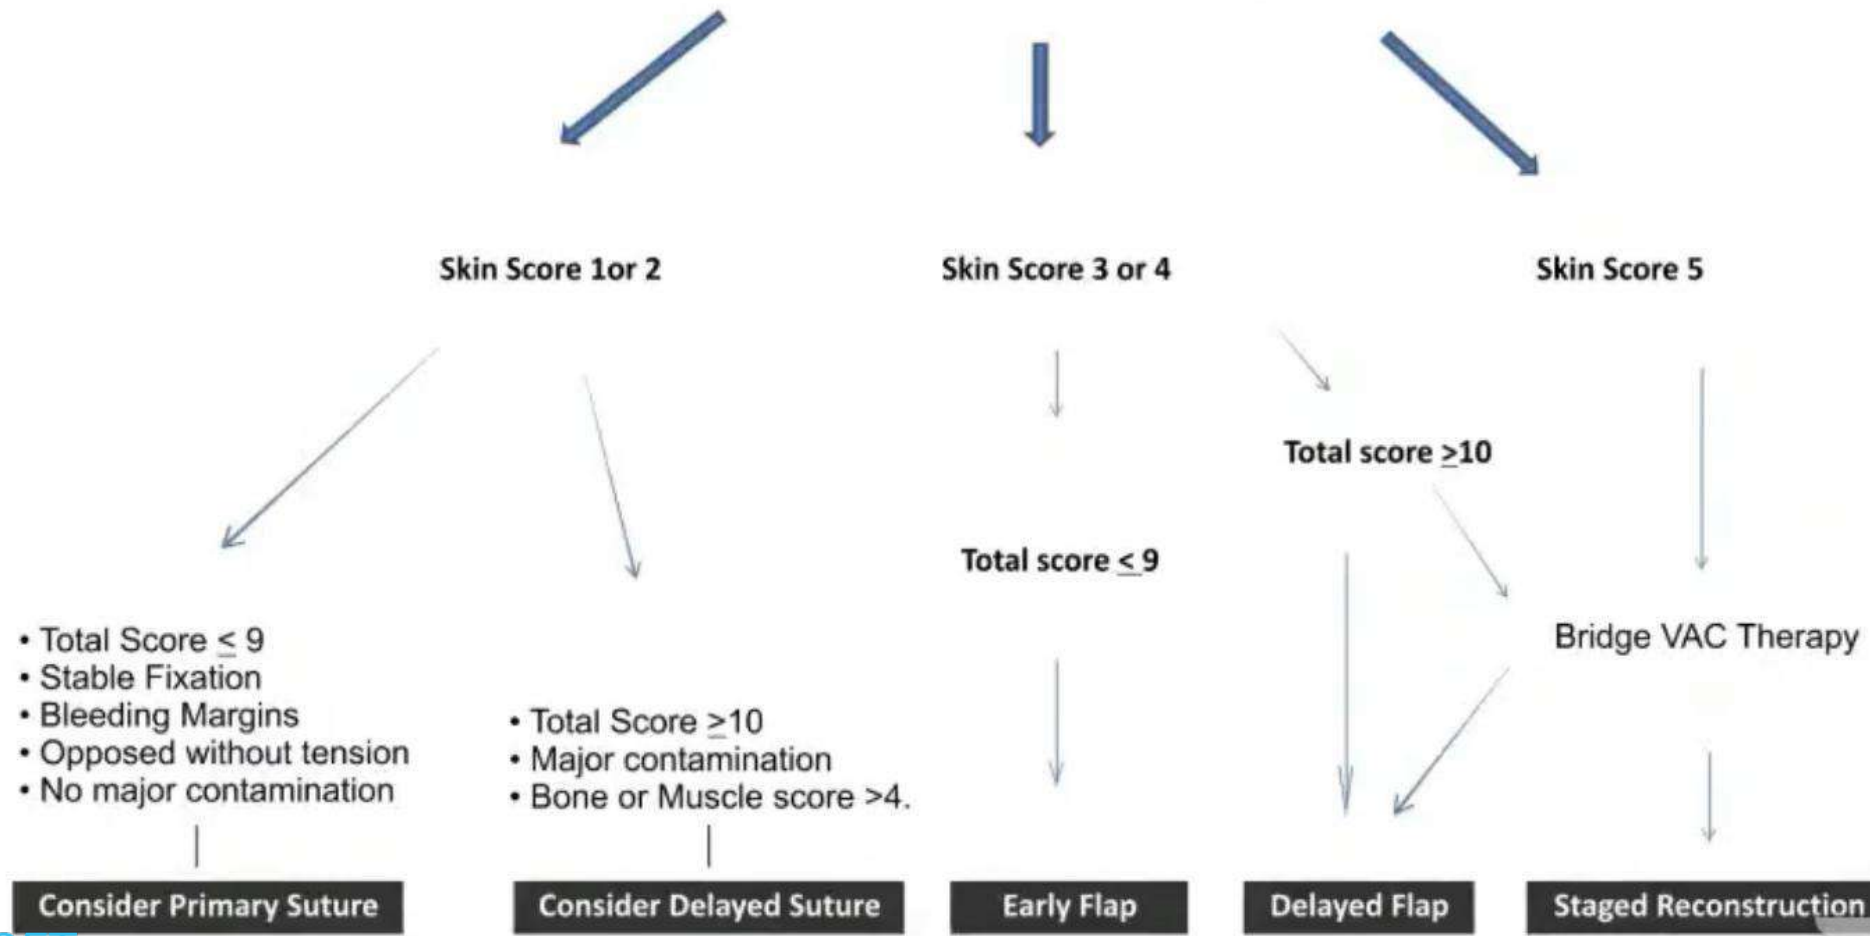 Skin Score 1or 2
Skin Score 3 or 4
Skin Score 5
Total score ≥10
Total score ≤ 9
Bridge VAC Therapy
• Total Score ≤ 9
• Stable Fixation
• Bleeding Margins
• Opposed without tension
• No major contamination
• Total Score ≥10
• Major contamination
• Bone or Muscle score >4.
Consider Primary Suture
Consider Delayed Suture
Early Flap
Delayed Flap
Staged Reconstruction